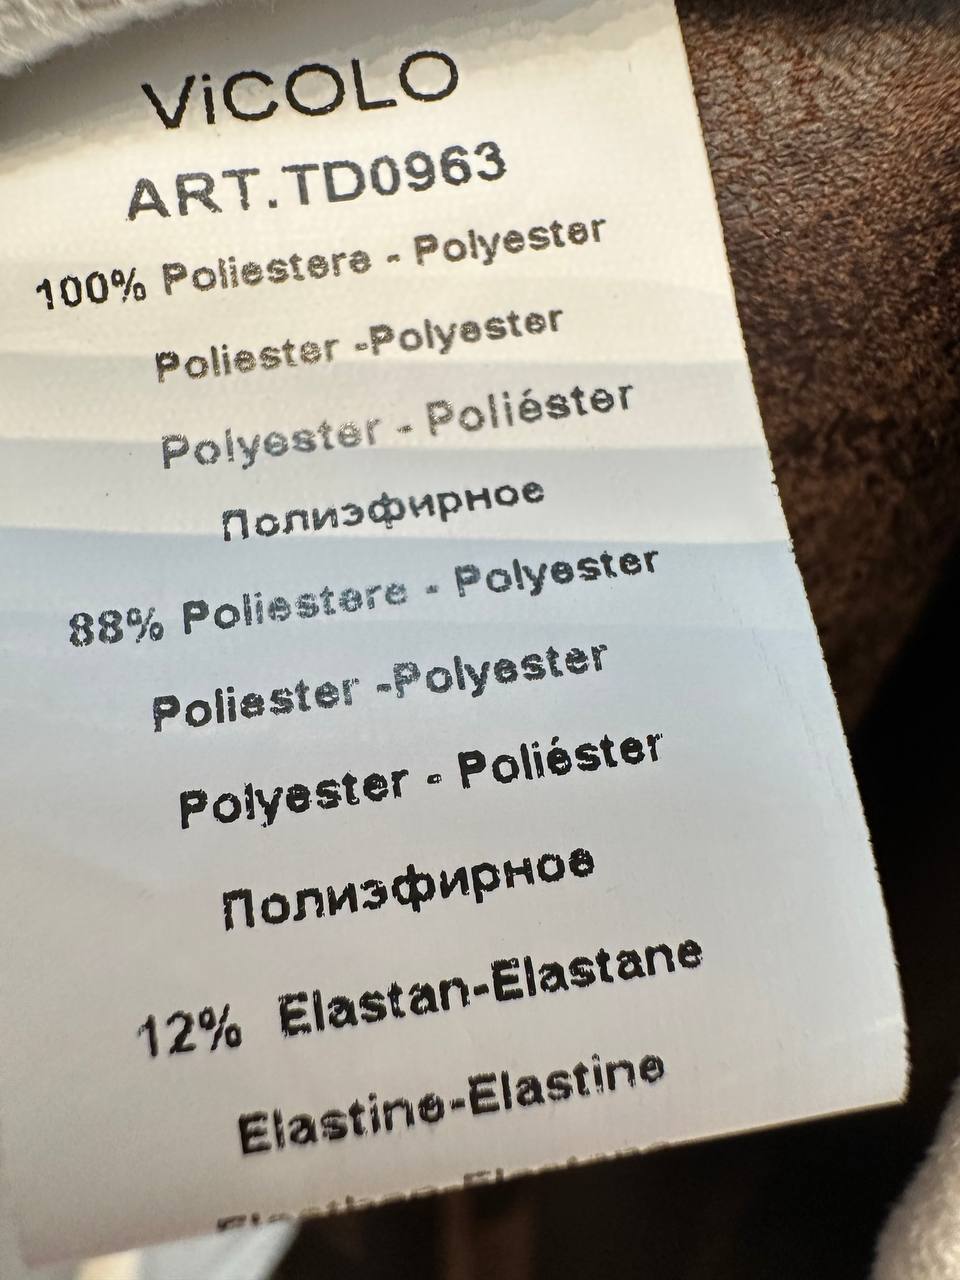 ViCOLO
ART.TD0963
100% Poliestere - Polyester
Poliester -Polyester
Polyester - Poliéster
Полиэфирное
88% Poliestere - Polyester
Poliester -Polyester
Polyester - Poliéster
Полиэфирное
12% Elastan-Elastane
Elastine-Elastine